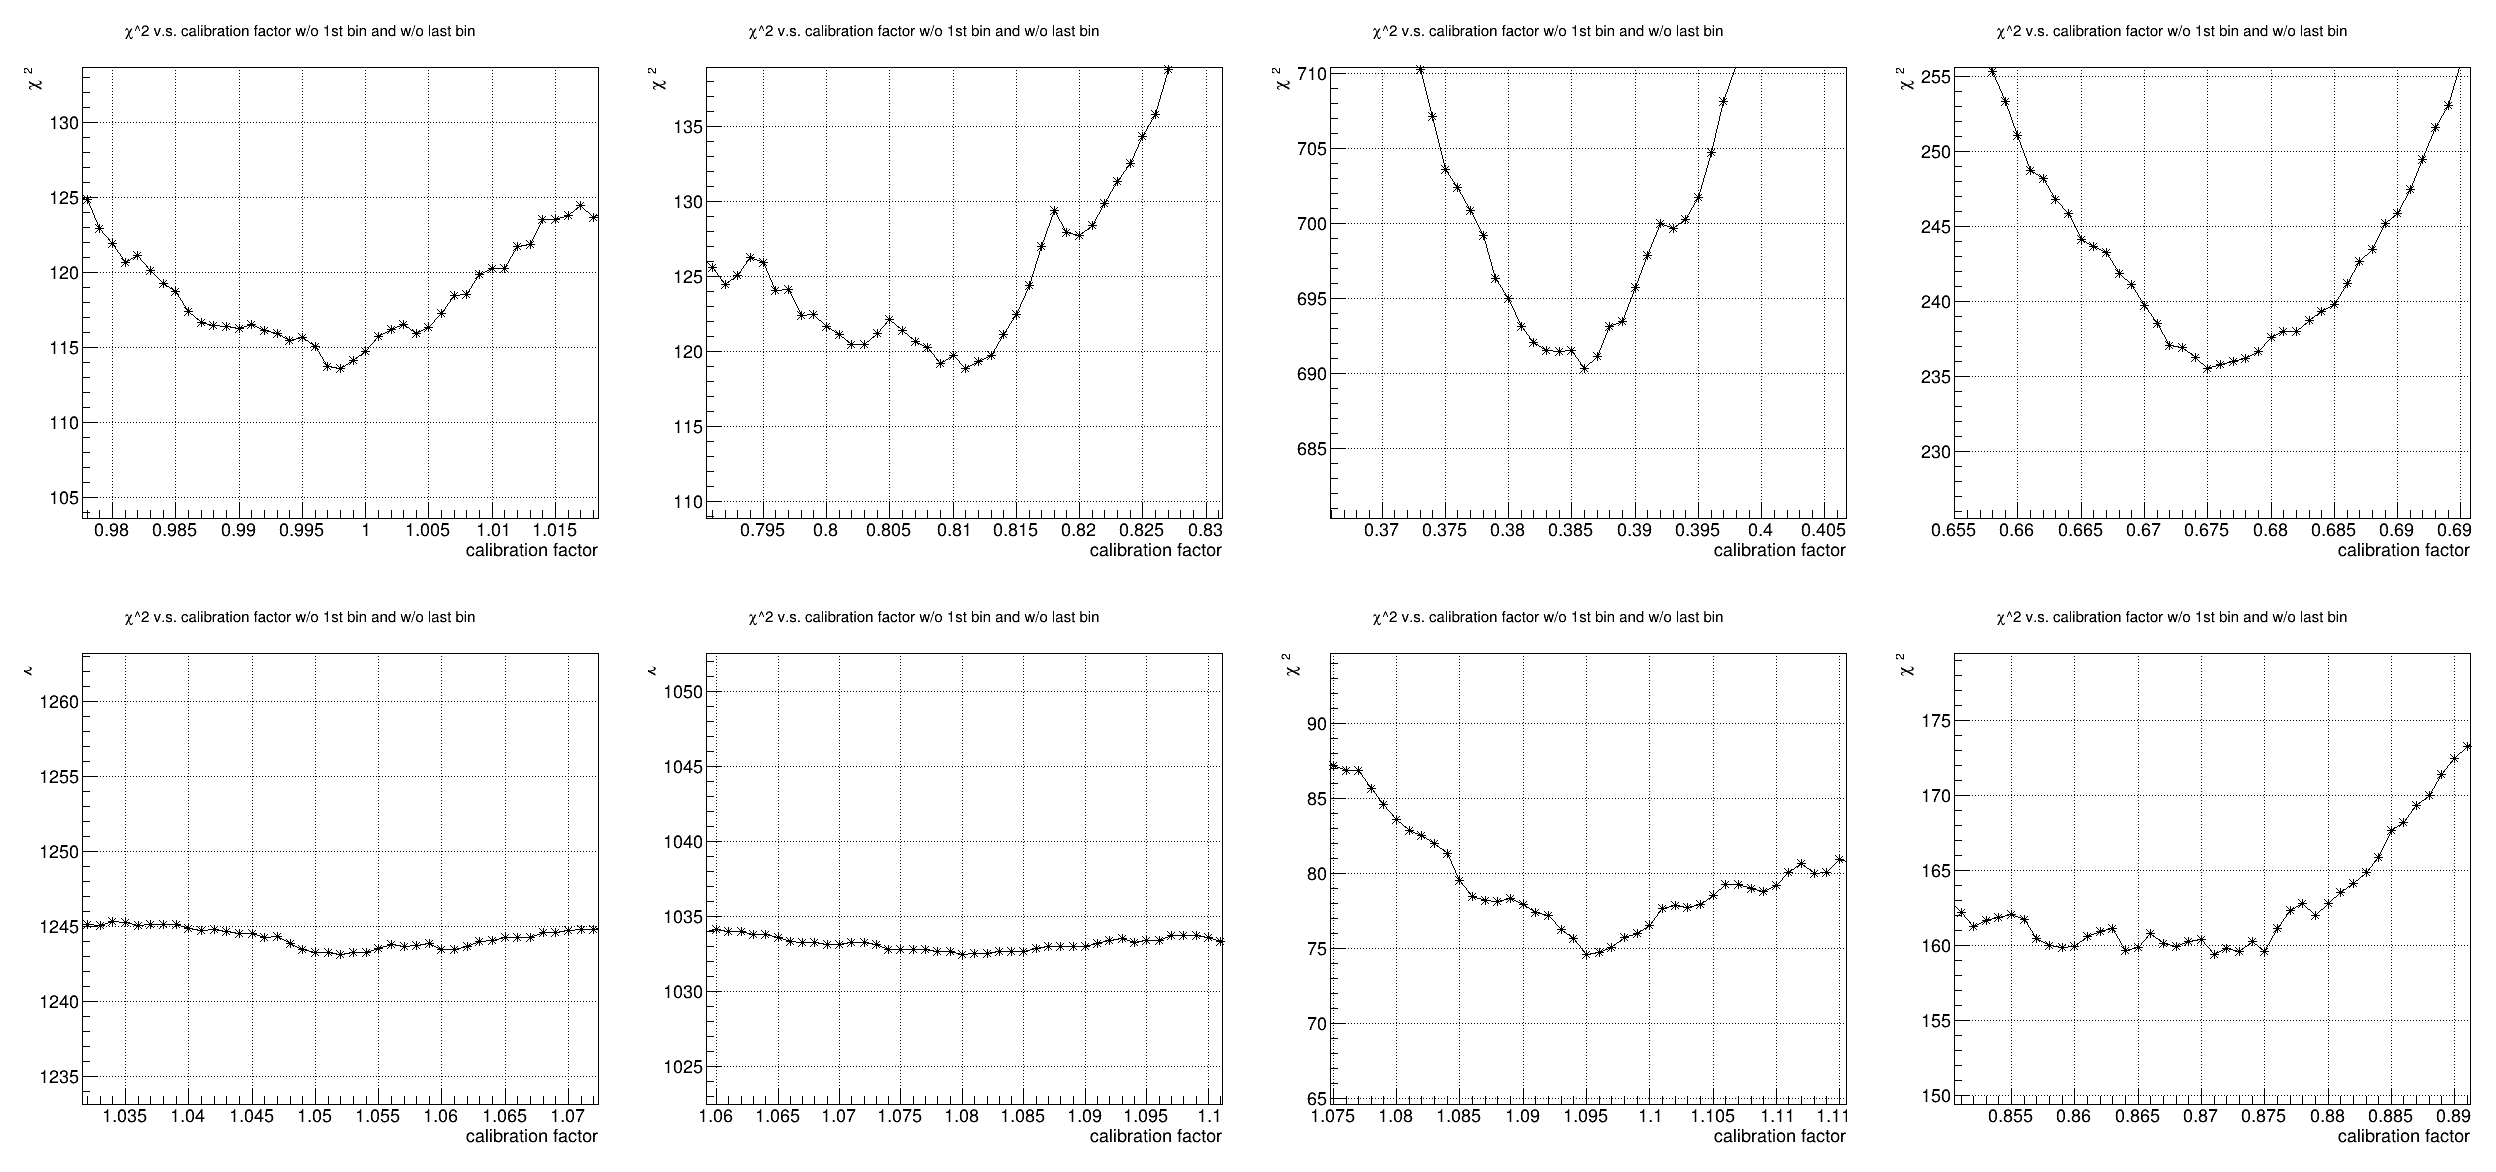 χ^2 v.s. calibration factor w/o 1st bin and w/o last bin
χ 2
130
125
120
115
110
105
0.98 0.985 0.99 0.995 1 1.005 1.01 1.015
calibration factor
χ^2 v.s. calibration factor w/o 1st bin and w/o last bin
χ 2
135
130
125
120
115
110
0.795 0.8 0.805 0.81 0.815 0.82 0.825 0.83
calibration factor
χ^2 v.s. calibration factor w/o 1st bin and w/o last bin
χ 2
710
705
700
695
690
685
0.37 0.375 0.38 0.385 0.39 0.395 0.4 0.405
calibration factor
χ^2 v.s. calibration factor w/o 1st bin and w/o last bin
χ 2
255
250
245
240
235
230
0.655 0.66 0.665 0.67 0.675 0.68 0.685 0.69 0.69
calibration factor
χ^2 v.s. calibration factor w/o 1st bin and w/o last bin
1260
1255
1250
1245
1240
1235
1.035 1.04 1.045 1.05 1.055 1.06 1.065 1.07
calibration factor
χ^2 v.s. calibration factor w/o 1st bin and w/o last bin
1050
1045
1040
1035
1030
1025
1.06 1.065 1.07 1.075 1.08 1.085 1.09 1.095 1.1
calibration factor
χ^2 v.s. calibration factor w/o 1st bin and w/o last bin
χ 2
90
85
80
75
70
65
1.075 1.08 1.085 1.09 1.095 1.1 1.105 1.11 1.11
calibration factor
χ^2 v.s. calibration factor w/o 1st bin and w/o last bin
χ 2
175
170
165
160
155
150
0.855 0.86 0.865 0.87 0.875 0.88 0.885 0.89
calibration factor